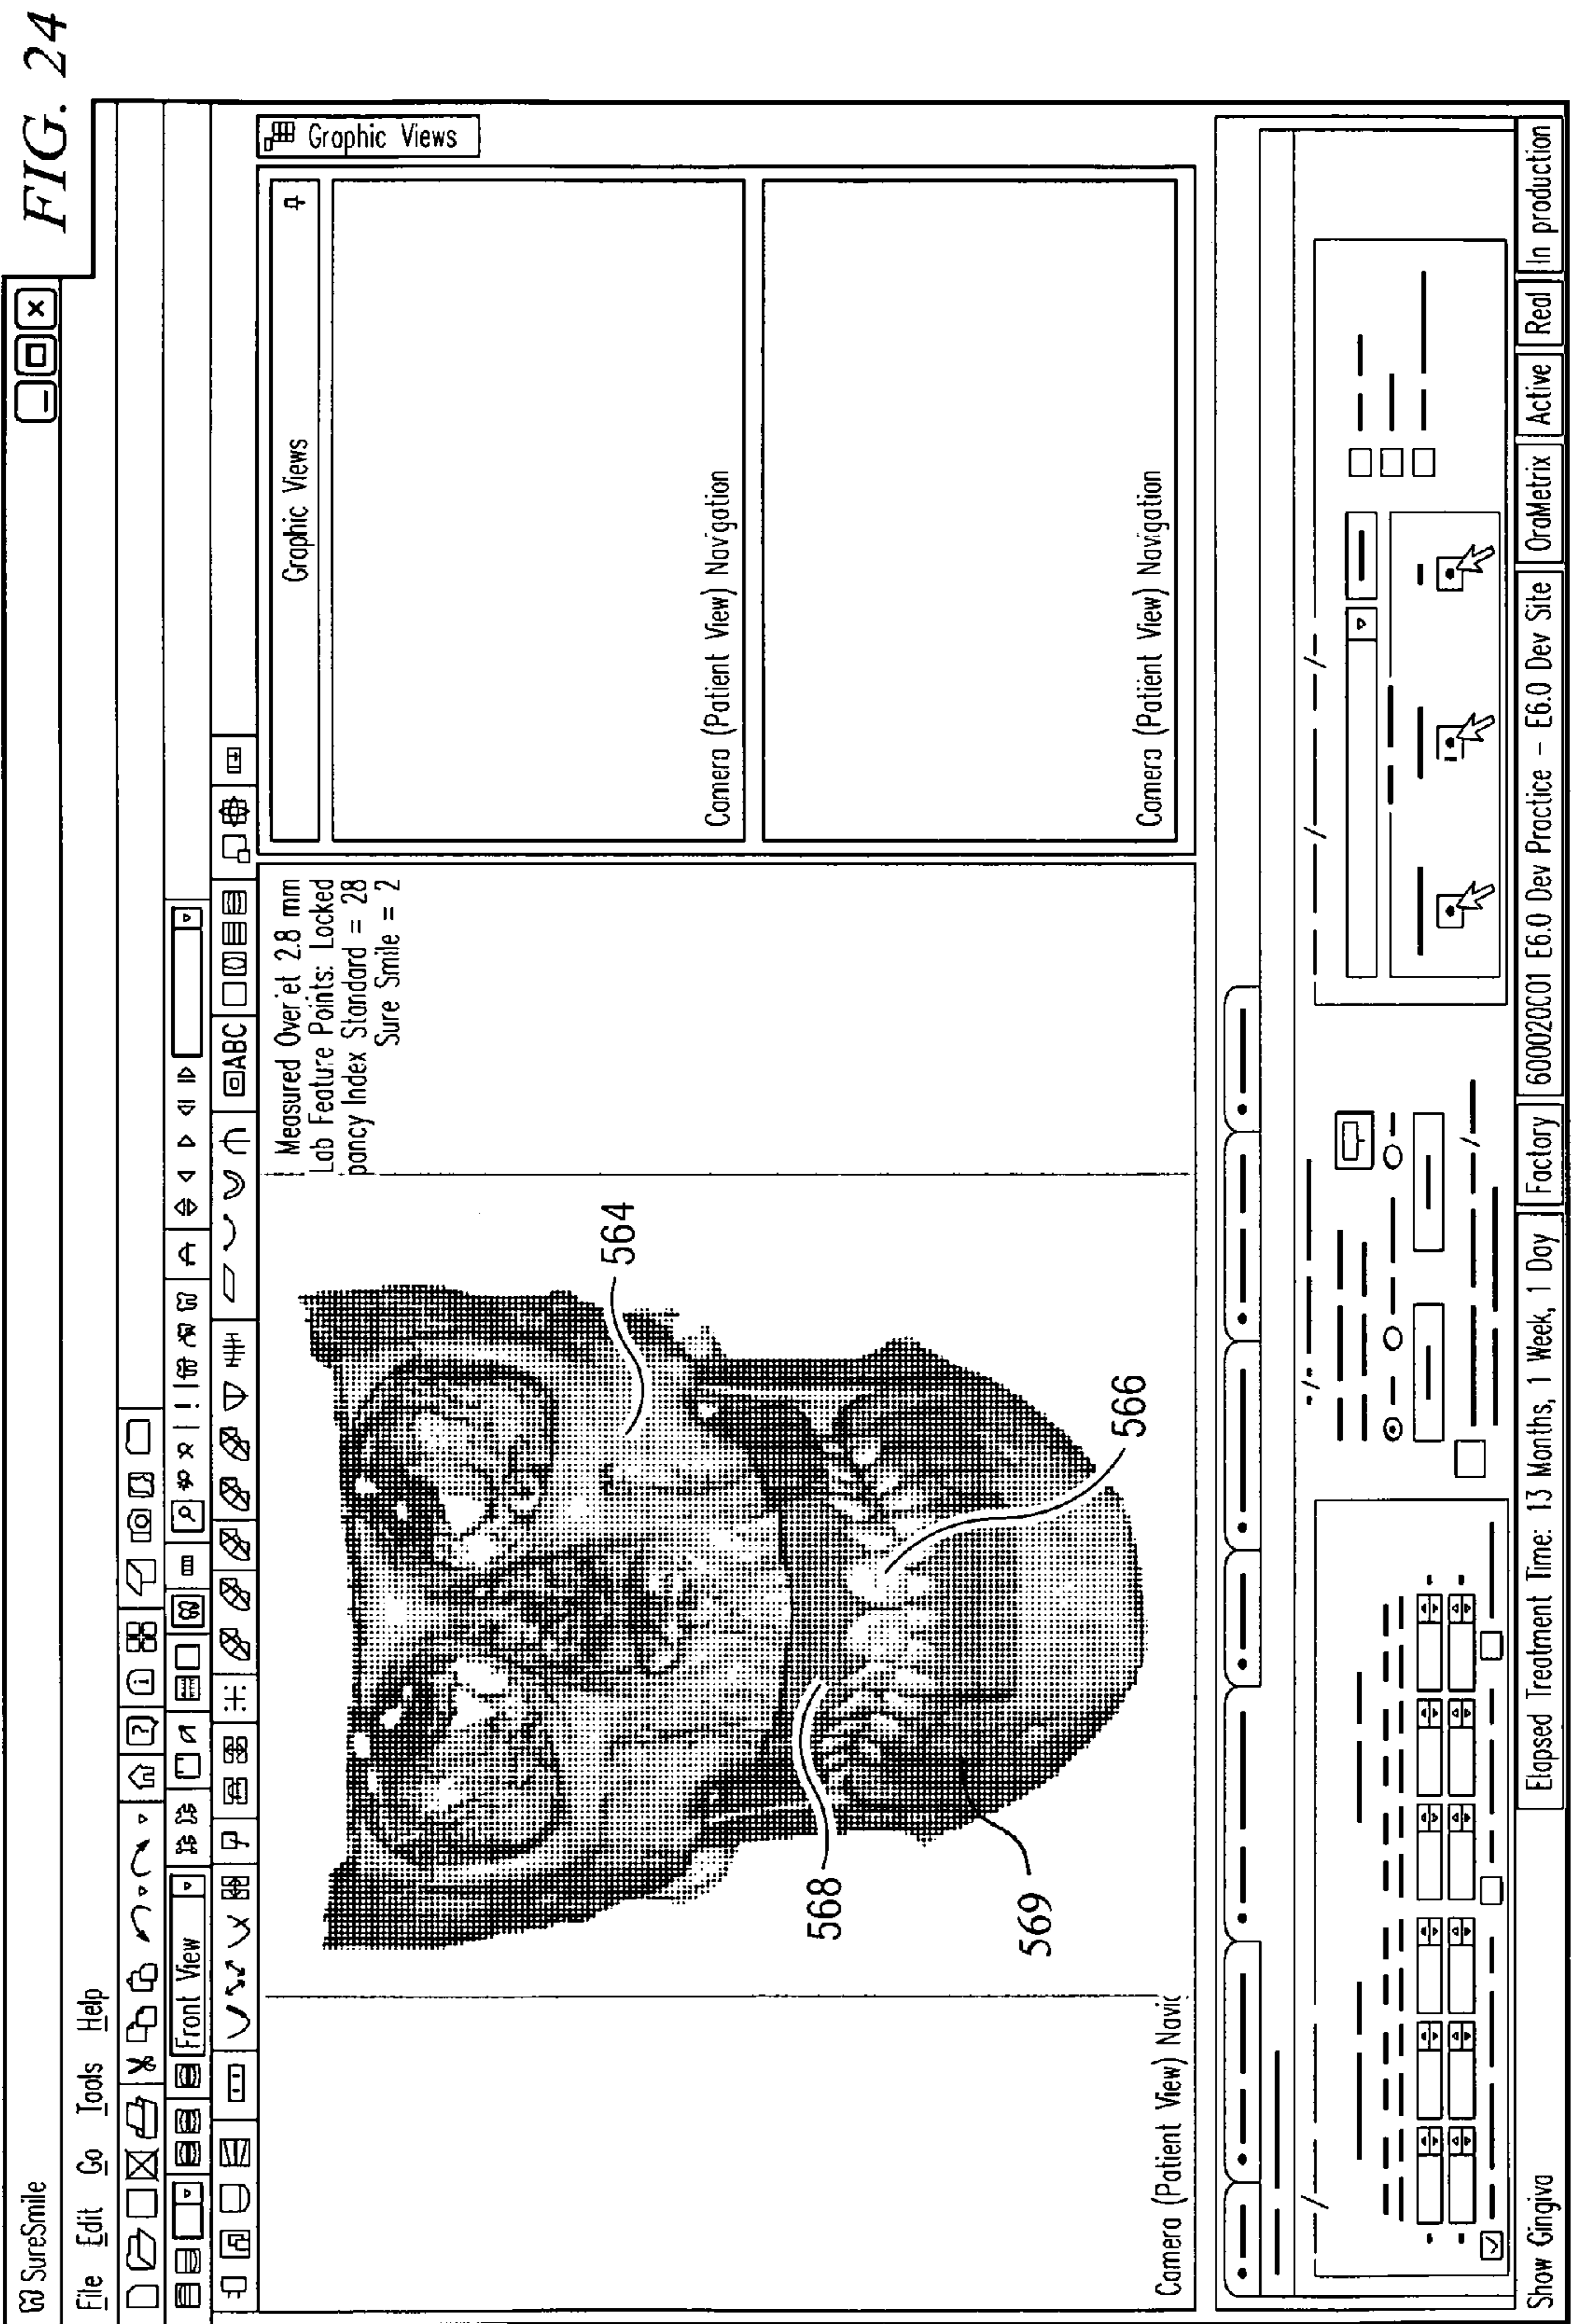 FIG. 24
SureSmile
File Edit Go Tools Help
Front View
ABC
Graphic Views
Graphic Views
Measured Over et 2.8 mm
Lab Feature Points: Locked
pancy Index Standard = 28
Sure Smile = 2
564
566
568
569
Camera (Patient View) Navic
Camera (Patient View) Navigation
Camera (Patient View) Navigation
Show Gingiva
Elapsed Treatment Time: 13 Months, 1 Week, 1 Day
Factory
600020C01 E6.0 Dev Practice - E6.0 Dev Site
OraMetrix
Active
Real
In production